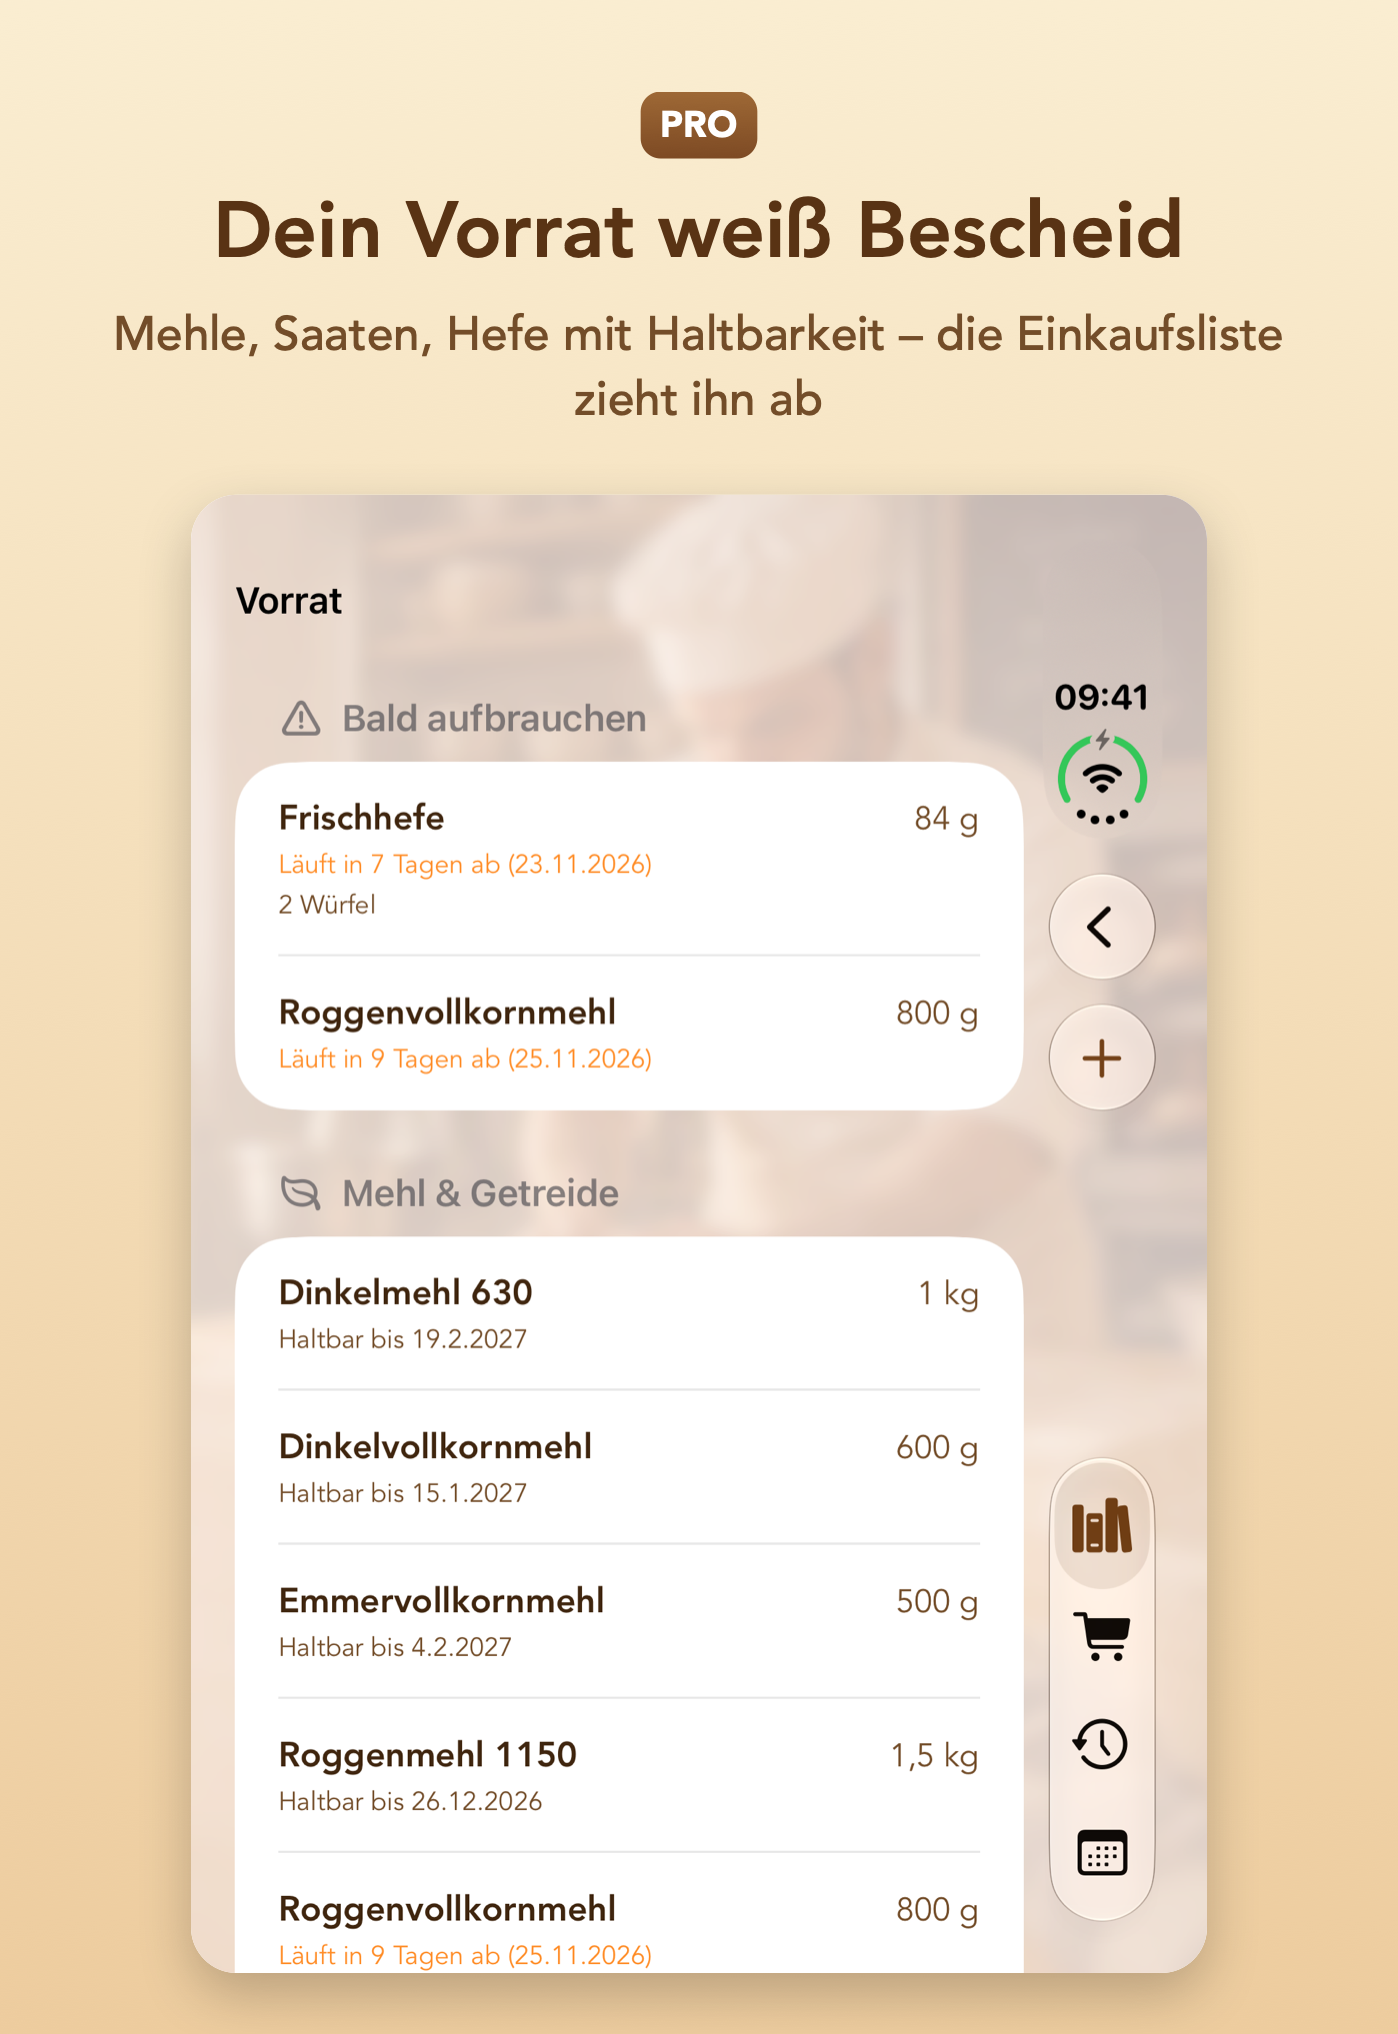 PRO
Dein Vorrat weiß Bescheid
Mehle, Saaten, Hefe mit Haltbarkeit – die Einkaufsliste
zieht ihn ab
Vorrat
09:41
Bald aufbrauchen
Frischhefe 84 g
Läuft in 7 Tagen ab (23.11.2026)
2 Würfel
Roggenvollkornmehl 800 g
Läuft in 9 Tagen ab (25.11.2026)
Mehl & Getreide
Dinkelmehl 630 1 kg
Haltbar bis 19.2.2027
Dinkelvollkornmehl 600 g
Haltbar bis 15.1.2027
Emmervollkornmehl 500 g
Haltbar bis 4.2.2027
Roggenmehl 1150 1,5 kg
Haltbar bis 26.12.2026
Roggenvollkornmehl 800 g
Läuft in 9 Tagen ab (25.11.2026)